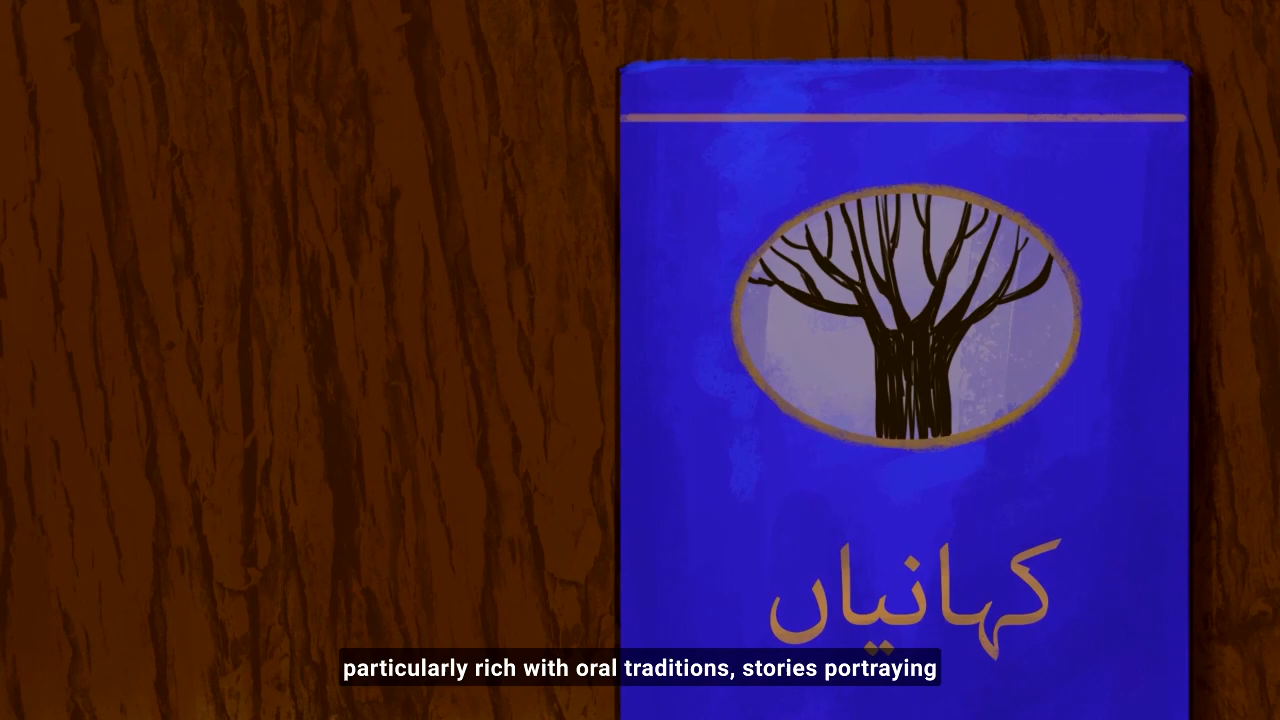 کہانیاں
particularly rich with oral traditions, stories portraying